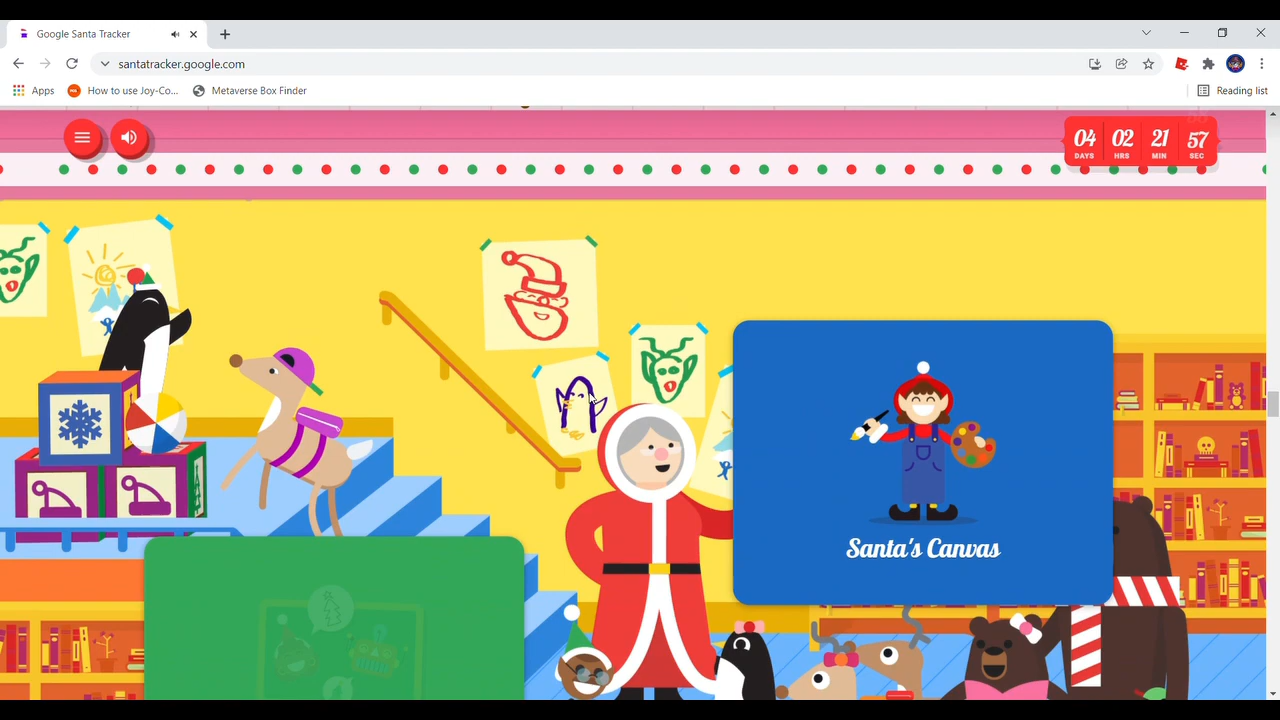 Google Santa Tracker
santatracker.google.com
Apps
How to use Joy-Co...
Metaverse Box Finder
Reading list
04 02 21 57
DAYS HRS MIN SEC
Santa's Canvas